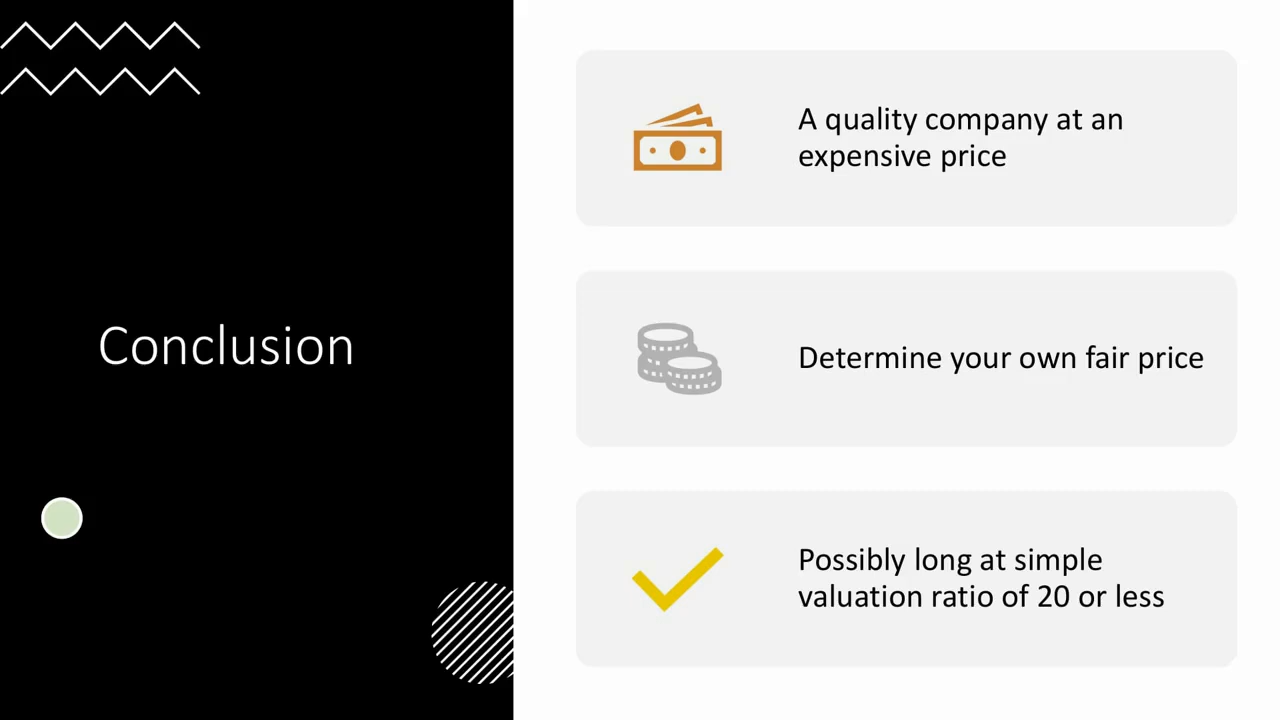 Conclusion
A quality company at an
expensive price
Determine your own fair price
Possibly long at simple
valuation ratio of 20 or less